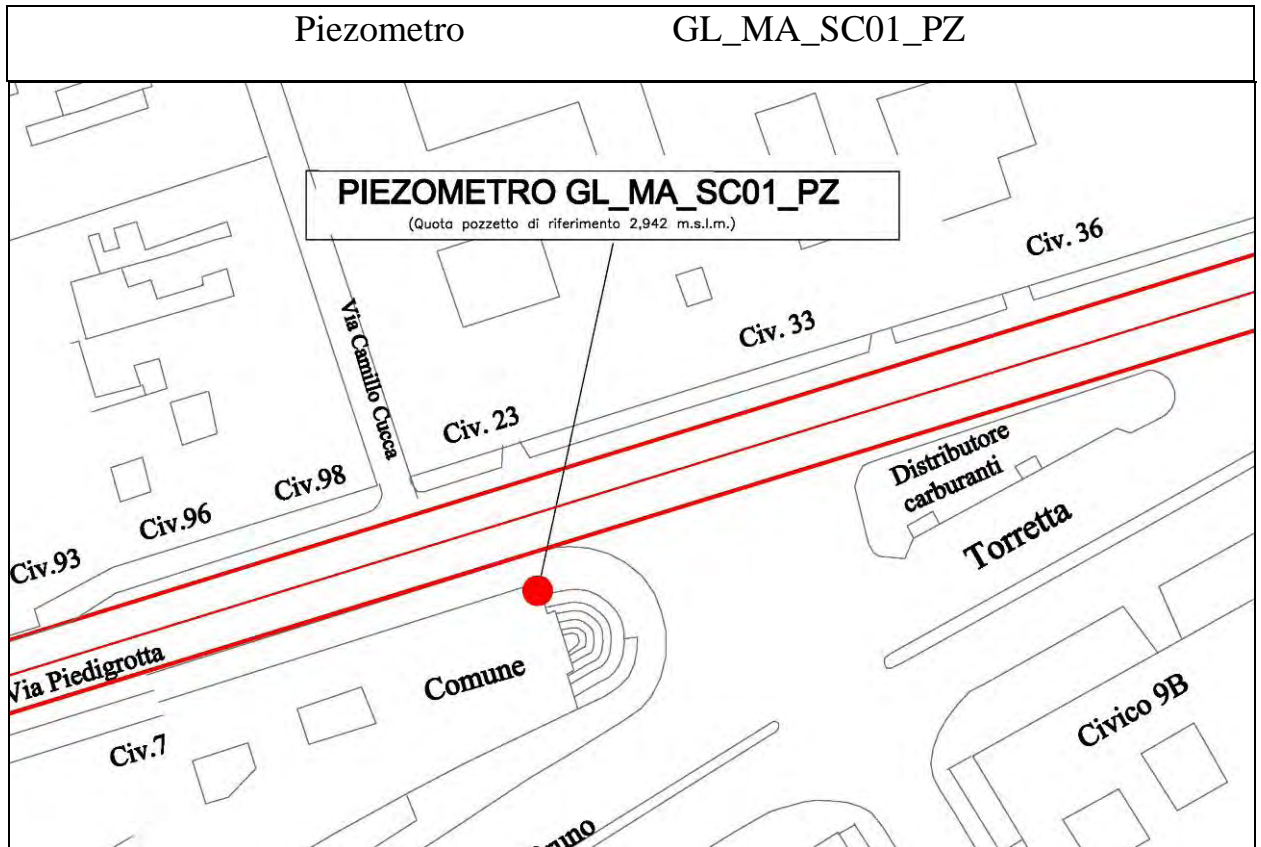 Piezometro GL_MA_SC01_PZ
PIEZOMETRO GL_MA_SC01_PZ
(Quota pozzetto di riferimento 2,942 m.s.l.m.)
Civ. 36
Civ. 33
Via Camillo Cucca
Civ. 23
Distributore
carburanti
Civ.98
Civ.96
Torretta
Civ.93
Via Piedigrotta
Comune
Civico 9B
Civ.7